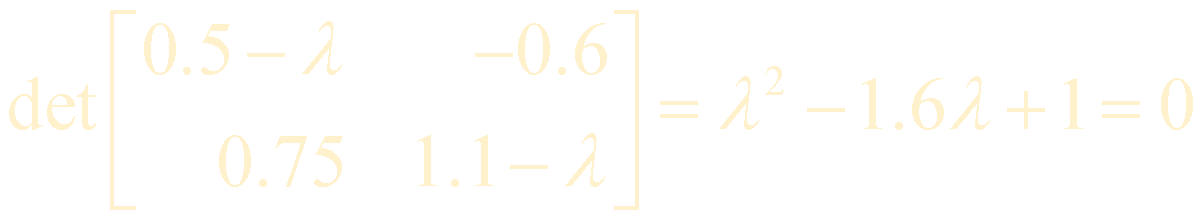 det [ 0.5 − λ   −0.6
      0.75   1.1 − λ ] = λ² − 1.6λ + 1 = 0